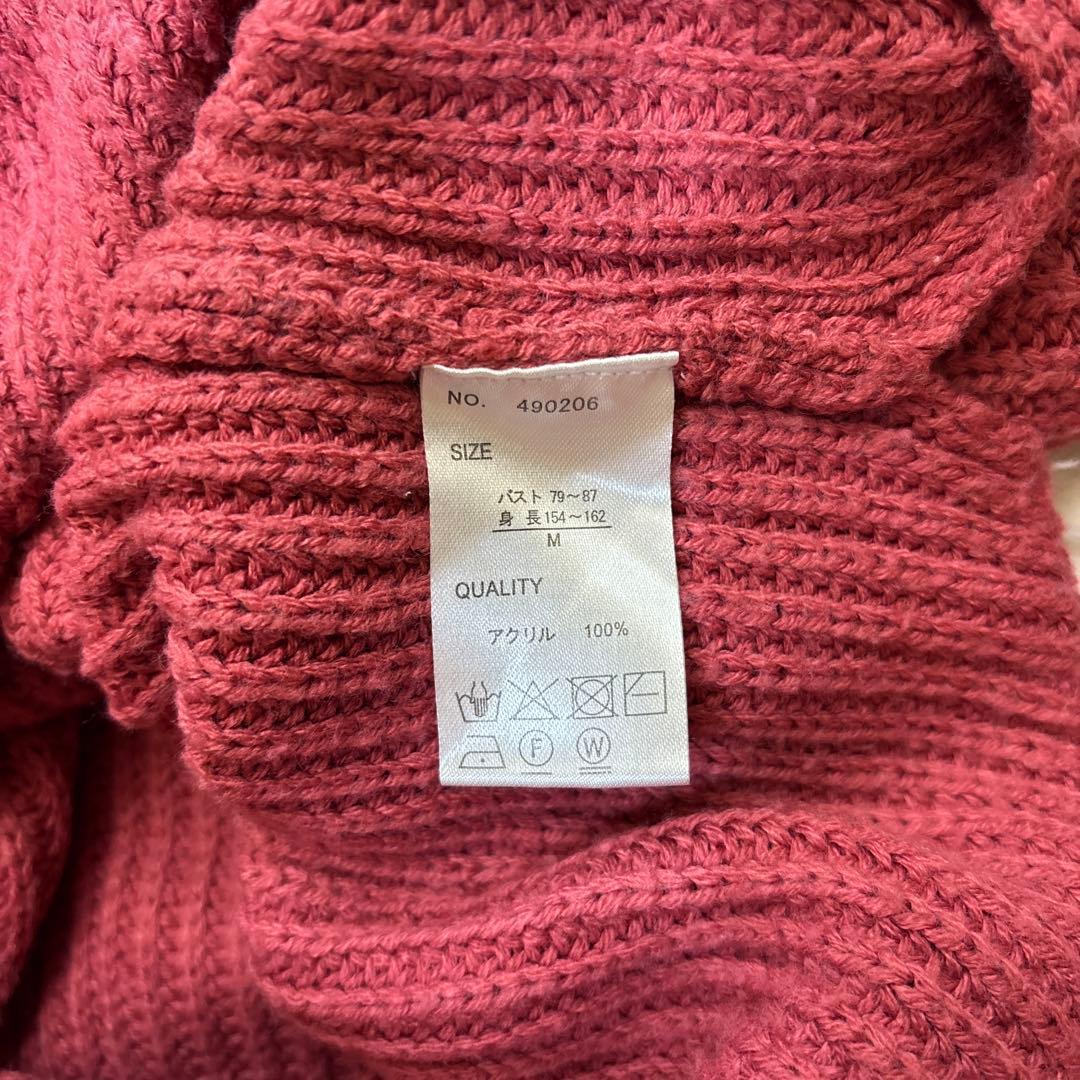 NO. 490206
SIZE
バスト 79～87
身 長 154～162
M
QUALITY
アクリル 100%
F W